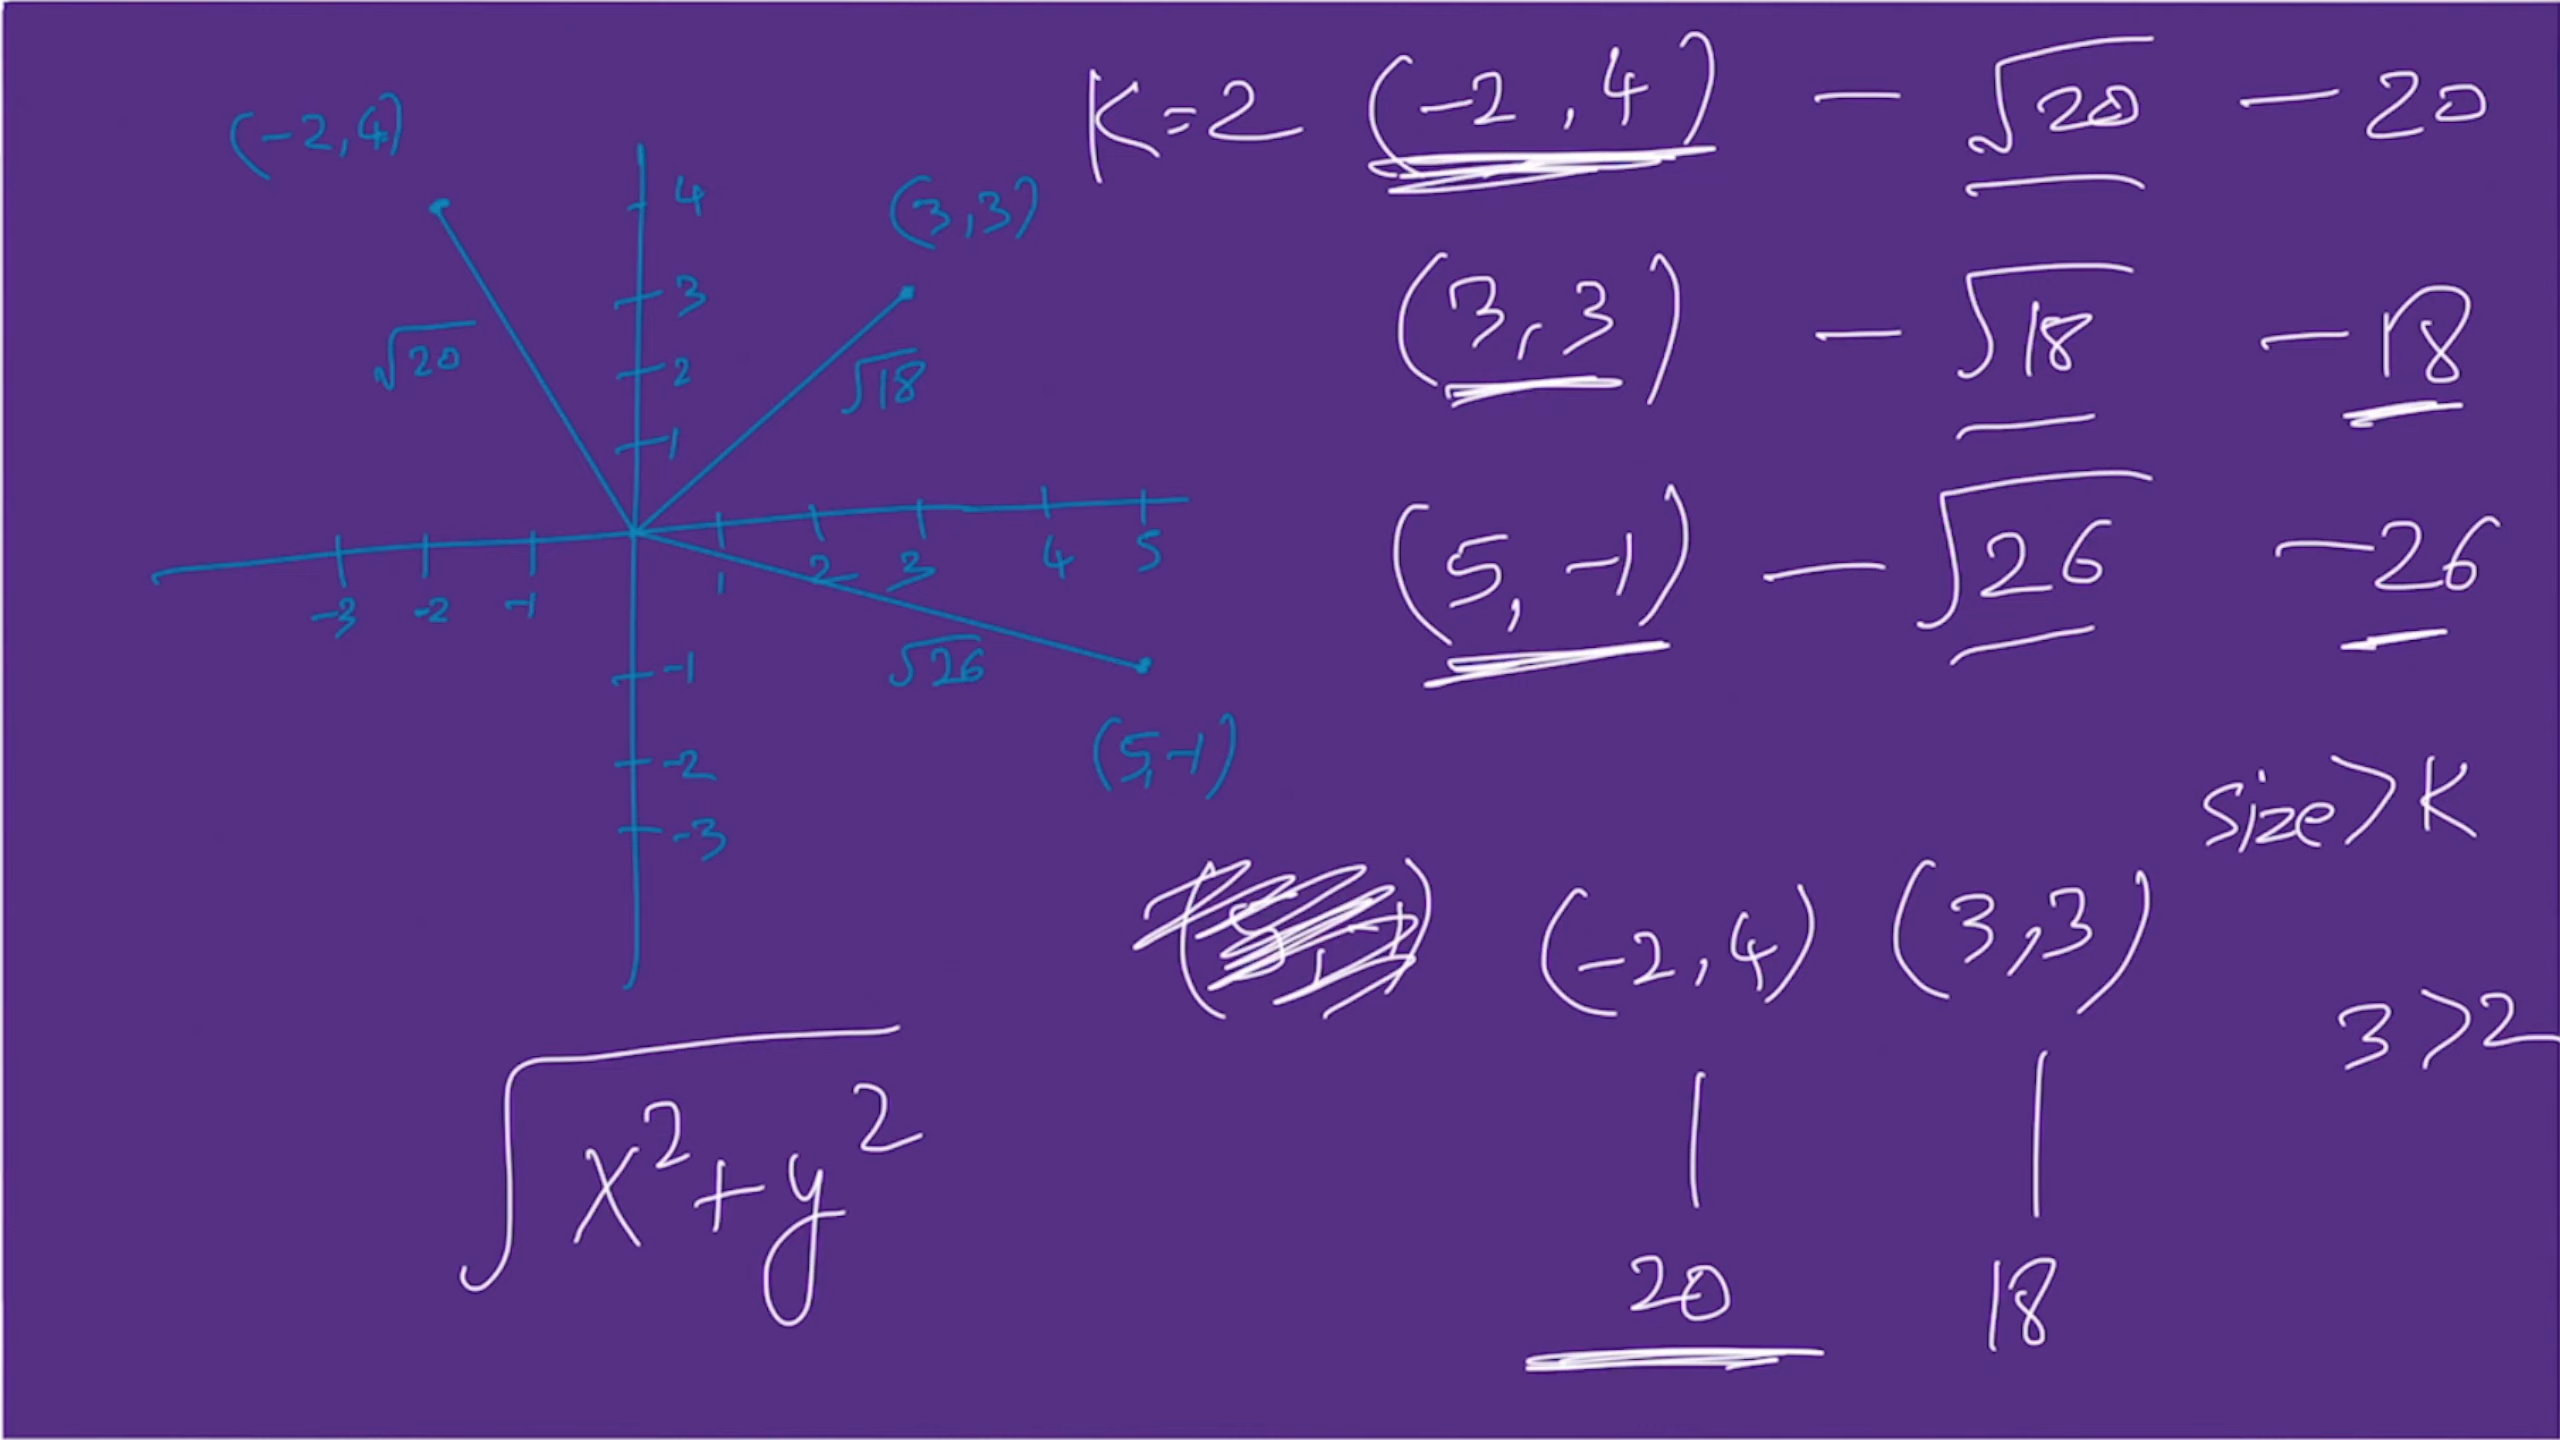 K=2 (-2,4) — √20 — 20
(3,3) — √18 — 18
(5,-1) — √26 — 26
size>K
(-2,4) (3,3)
3>2
20 18
(-2,4)
(3,3)
4
3
2
1
√20
√18
-3 -2 -1 1 2 3 4 5
√26
-1
-2
-3
(5,-1)
√x²+y²